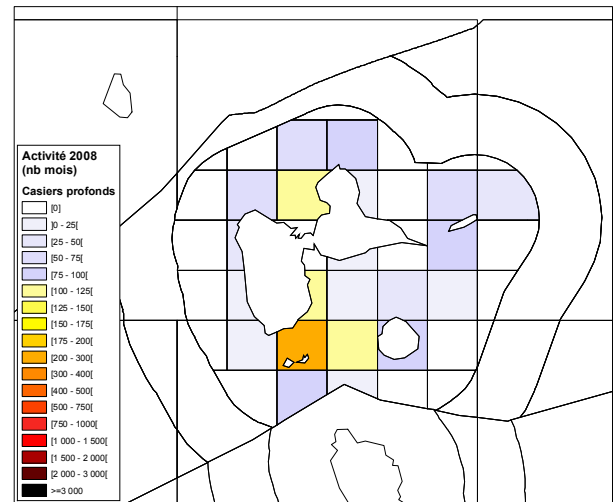 Activité 2008
(nb mois)
Casiers profonds
[0]
]0 - 25[
[25 - 50[
[50 - 75[
[75 - 100[
[100 - 125[
[125 - 150[
[150 - 175[
[175 - 200[
[200 - 300[
[300 - 400[
[400 - 500[
[500 - 750[
[750 - 1000[
[1 000 - 1 500[
[1 500 - 2 000[
[2 000 - 3 000[
>=3 000